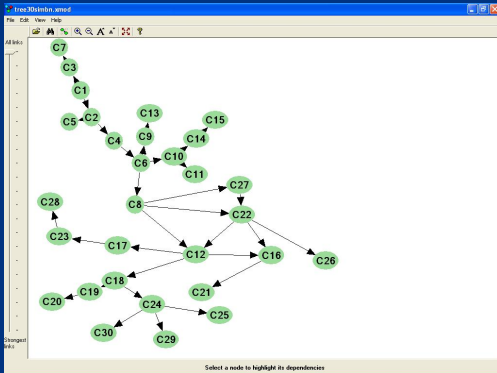 tree30simbn.xmod
File Edit View Help
All links
C7
C3
C1
C5
C2
C13
C15
C4
C9
C14
C6
C10
C11
C27
C28
C8
C22
C23
C17
C12
C16
C26
C18
C21
C19
C20
C24
C25
C30
C29
Strongest
links
Select a node to highlight its dependencies